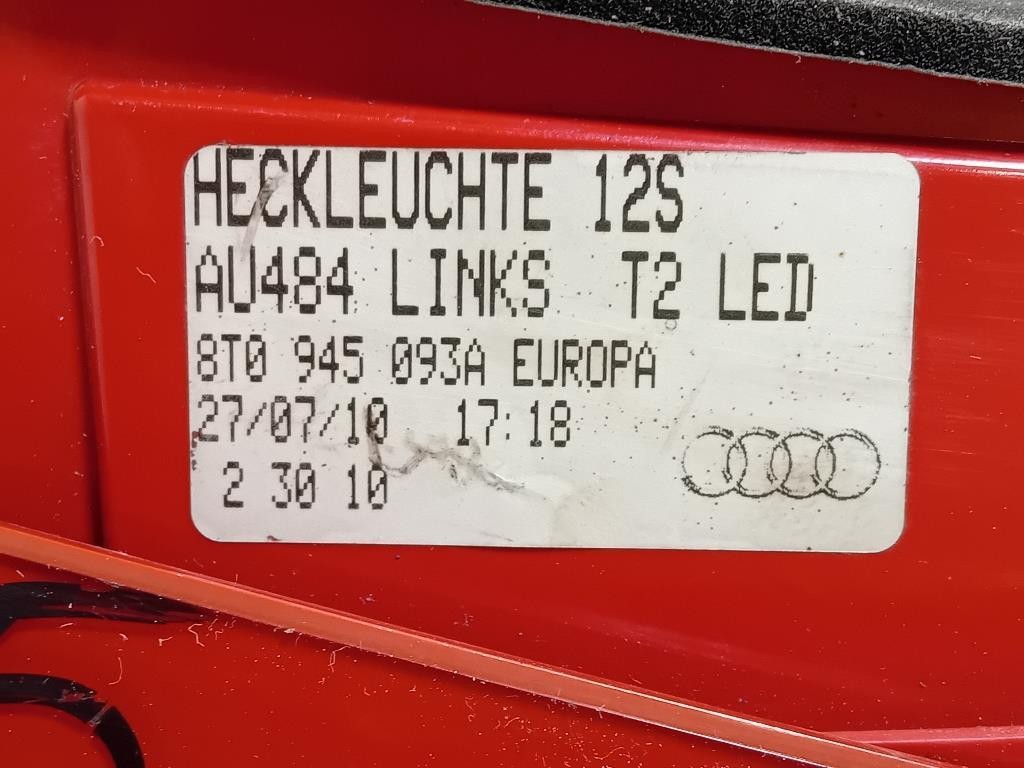 HECKLEUCHTE 12S
AU484 LINKS T2 LED
8T0 945 093A EUROPA
27/07/10 17:18
2 30 10